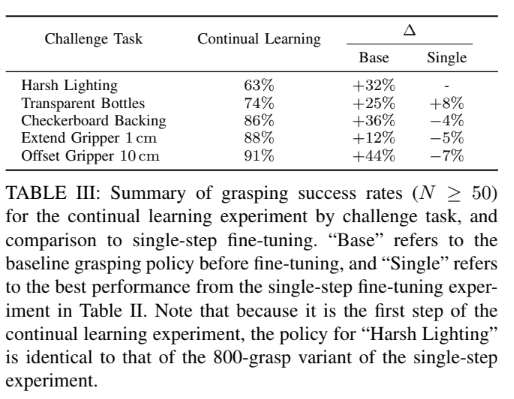 Challenge Task Continual Learning Δ
Base Single
Harsh Lighting 63% +32% -
Transparent Bottles 74% +25% +8%
Checkerboard Backing 86% +36% −4%
Extend Gripper 1 cm 88% +12% −5%
Offset Gripper 10 cm 91% +44% −7%
TABLE III: Summary of grasping success rates (N ≥ 50)
for the continual learning experiment by challenge task, and
comparison to single-step fine-tuning. “Base” refers to the
baseline grasping policy before fine-tuning, and “Single” refers
to the best performance from the single-step fine-tuning exper-
iment in Table II. Note that because it is the first step of the
continual learning experiment, the policy for “Harsh Lighting”
is identical to that of the 800-grasp variant of the single-step
experiment.